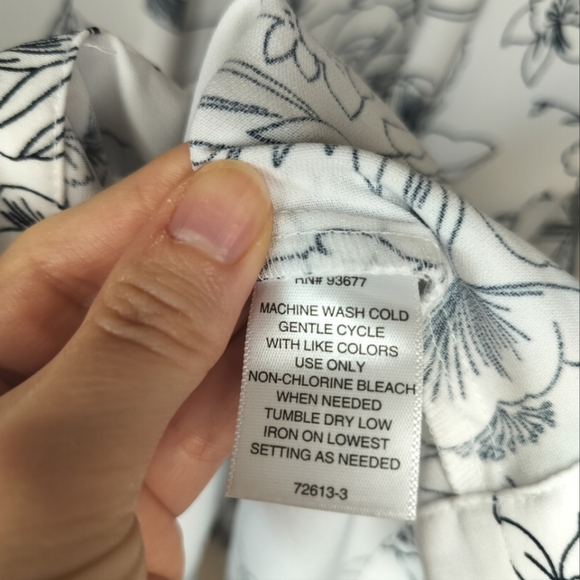 RN# 93677
MACHINE WASH COLD
GENTLE CYCLE
WITH LIKE COLORS
USE ONLY
NON-CHLORINE BLEACH
WHEN NEEDED
TUMBLE DRY LOW
IRON ON LOWEST
SETTING AS NEEDED
72613-3